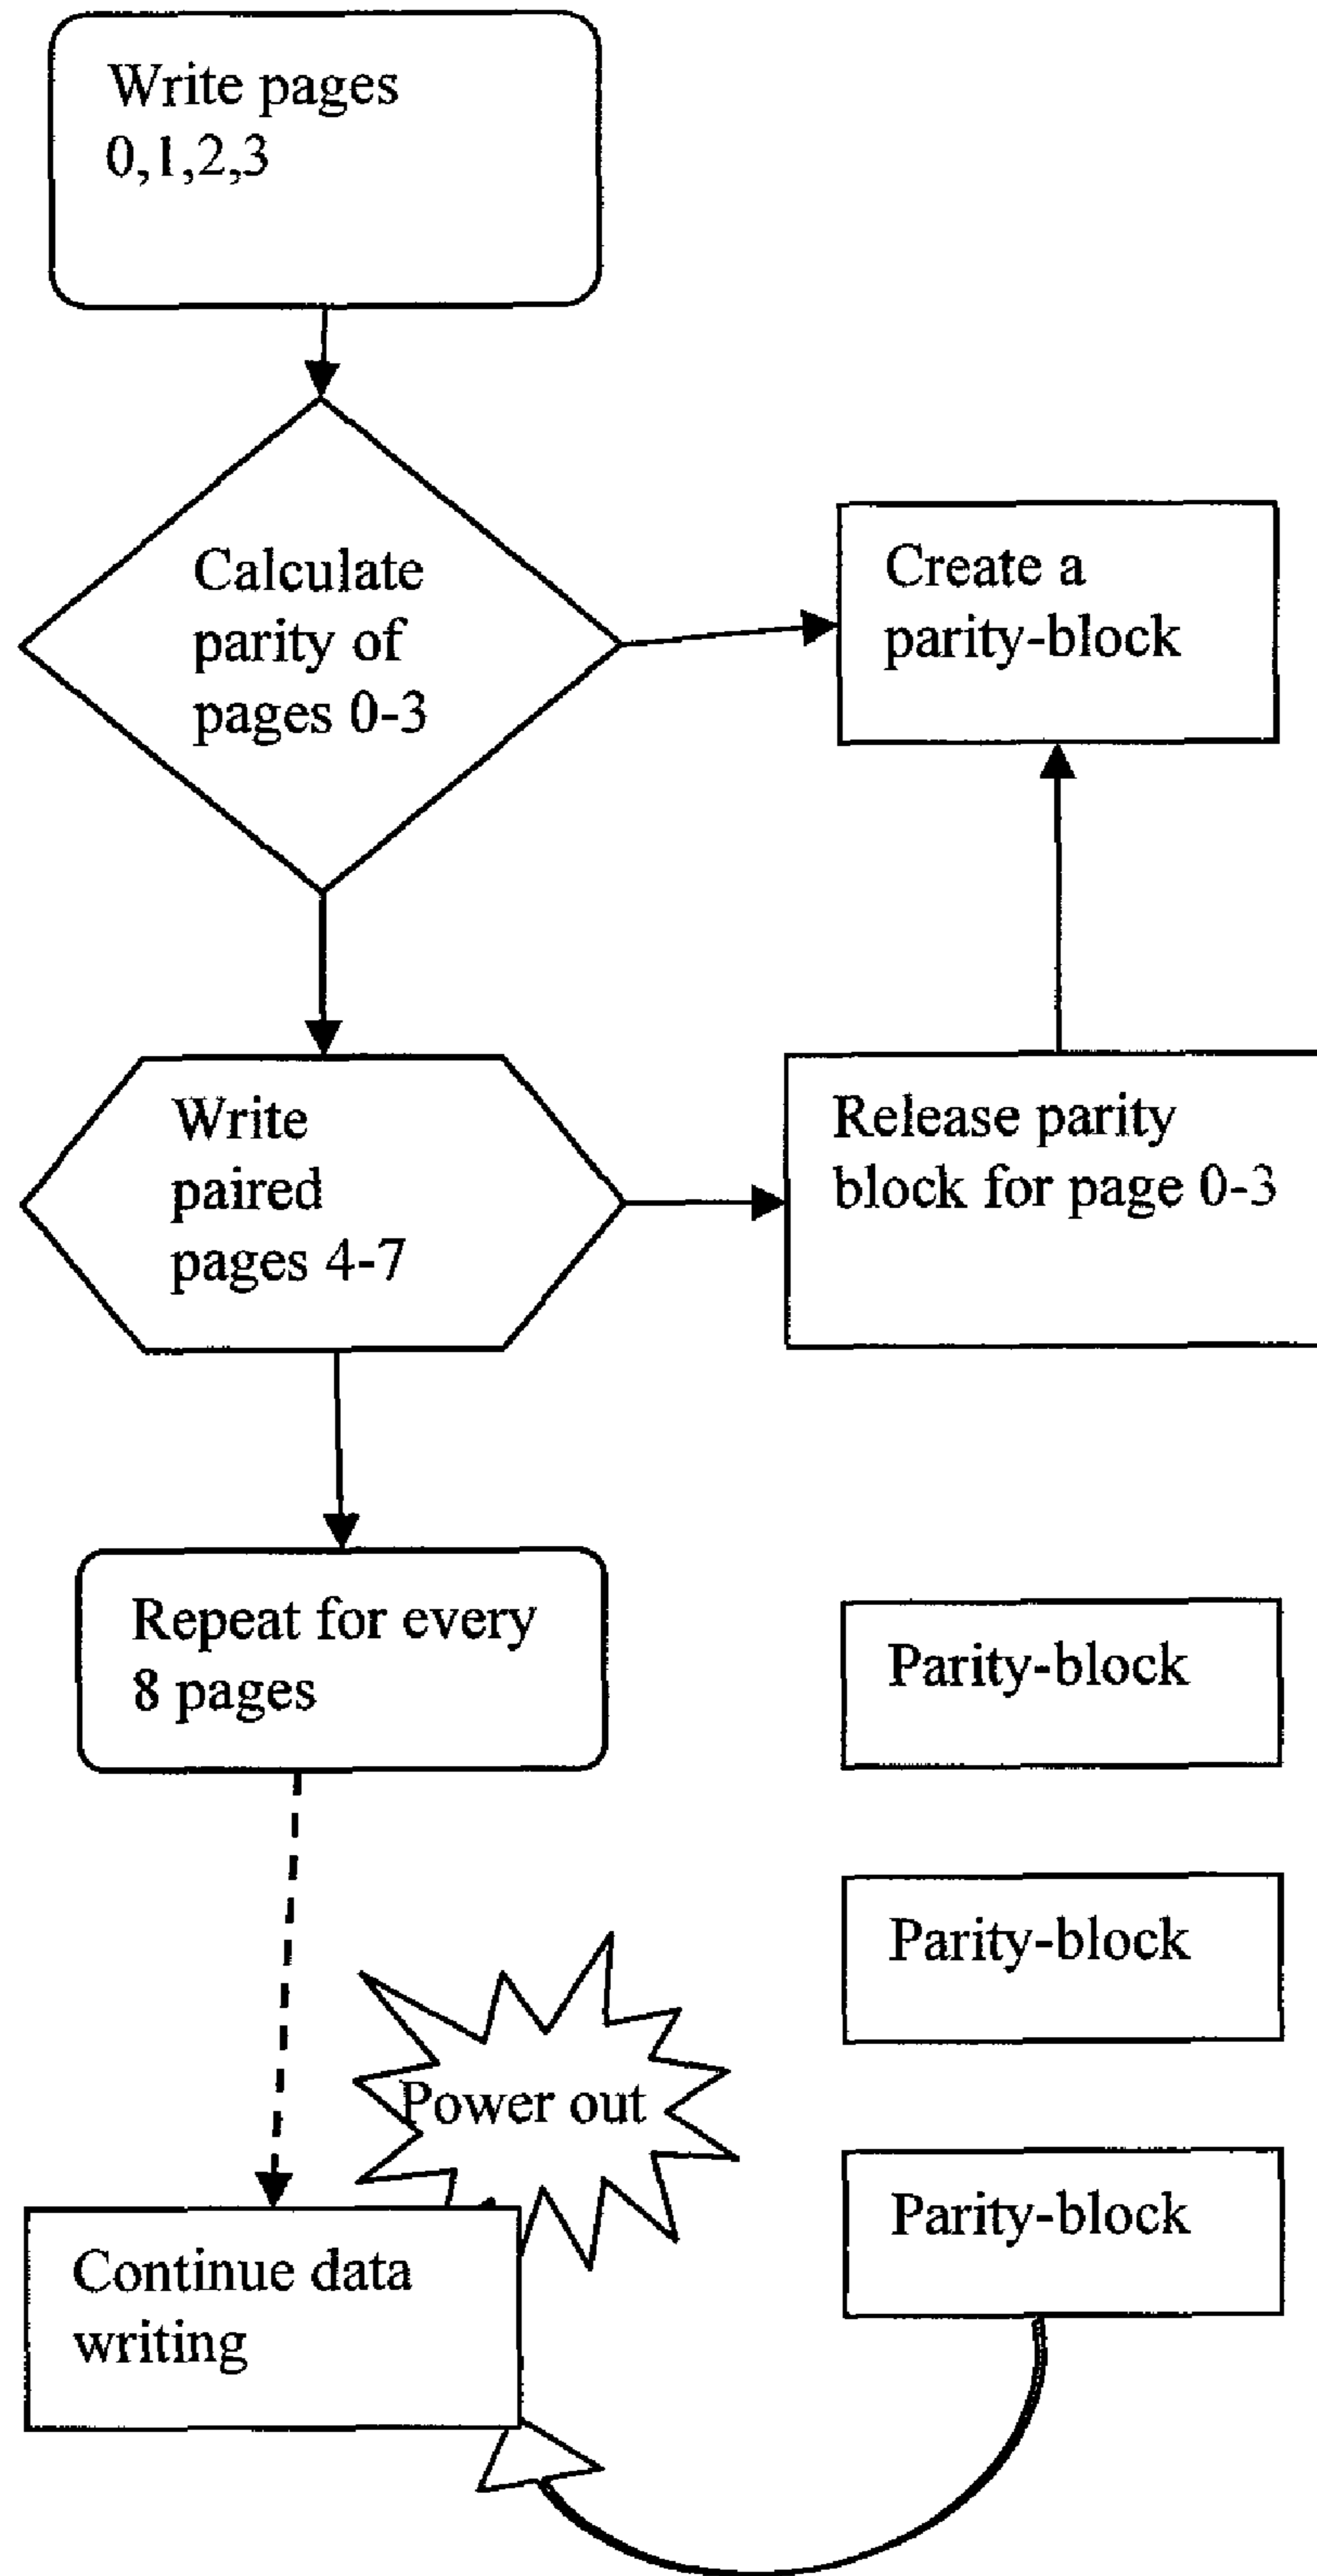 Write pages
0,1,2,3
Calculate
parity of
pages 0-3
Create a
parity-block
Write
paired
pages 4-7
Release parity
block for page 0-3
Repeat for every
8 pages
Parity-block
Parity-block
Power out
Parity-block
Continue data
writing